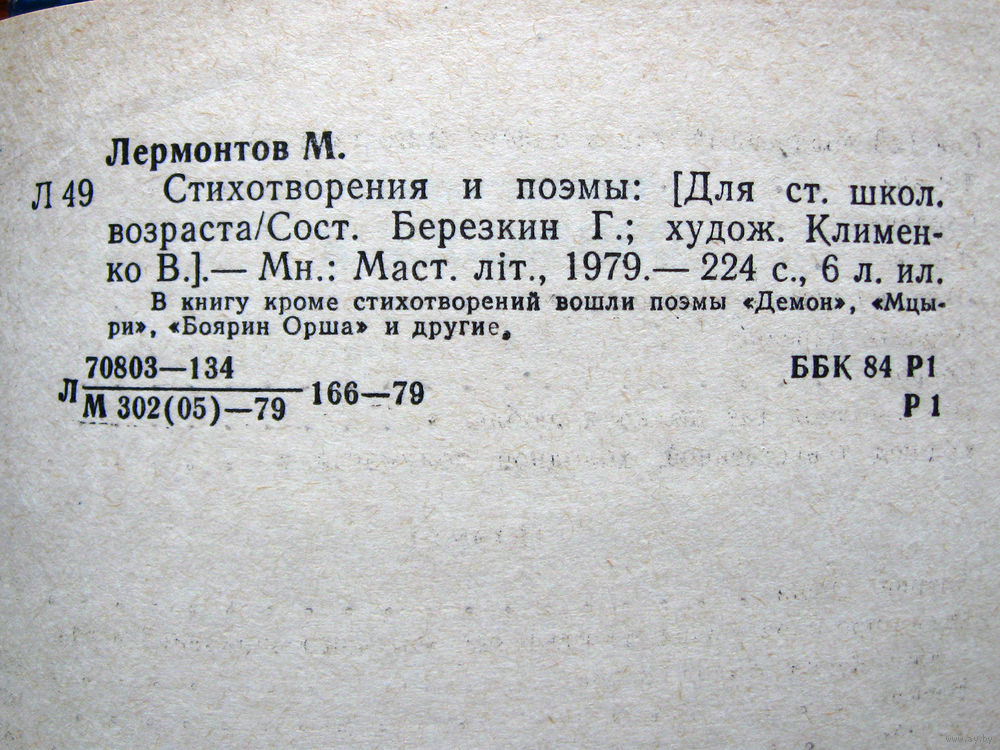 Лермонтов М.
Л 49 Стихотворения и поэмы: [Для ст. школ.
возраста/Сост. Березкин Г.; худож. Климен-
ко В.].— Мн.: Маст. літ., 1979.— 224 с., 6 л. ил.
В книгу кроме стихотворений вошли поэмы «Демон», «Мцы-
ри», «Боярин Орша» и другие.
70803—134
Л 166—79
М 302(05)—79
ББК 84 Р1
Р 1